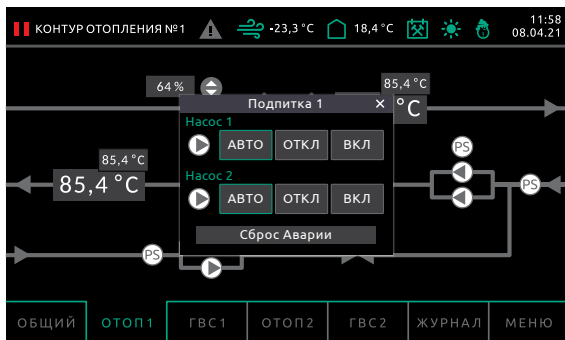 КОНТУР ОТОПЛЕНИЯ №1
-23,3 °C
18,4 °C
11:58
08.04.21
64 %
85,4 °C
°C
Подпитка 1
×
Насос 1
АВТО
ОТКЛ
ВКЛ
PS
85,4 °C
85,4 °C
Насос 2
АВТО
ОТКЛ
ВКЛ
PS
Сброс Аварии
PS
ОБЩИЙ
ОТОП1
ГВС1
ОТОП2
ГВС2
ЖУРНАЛ
МЕНЮ